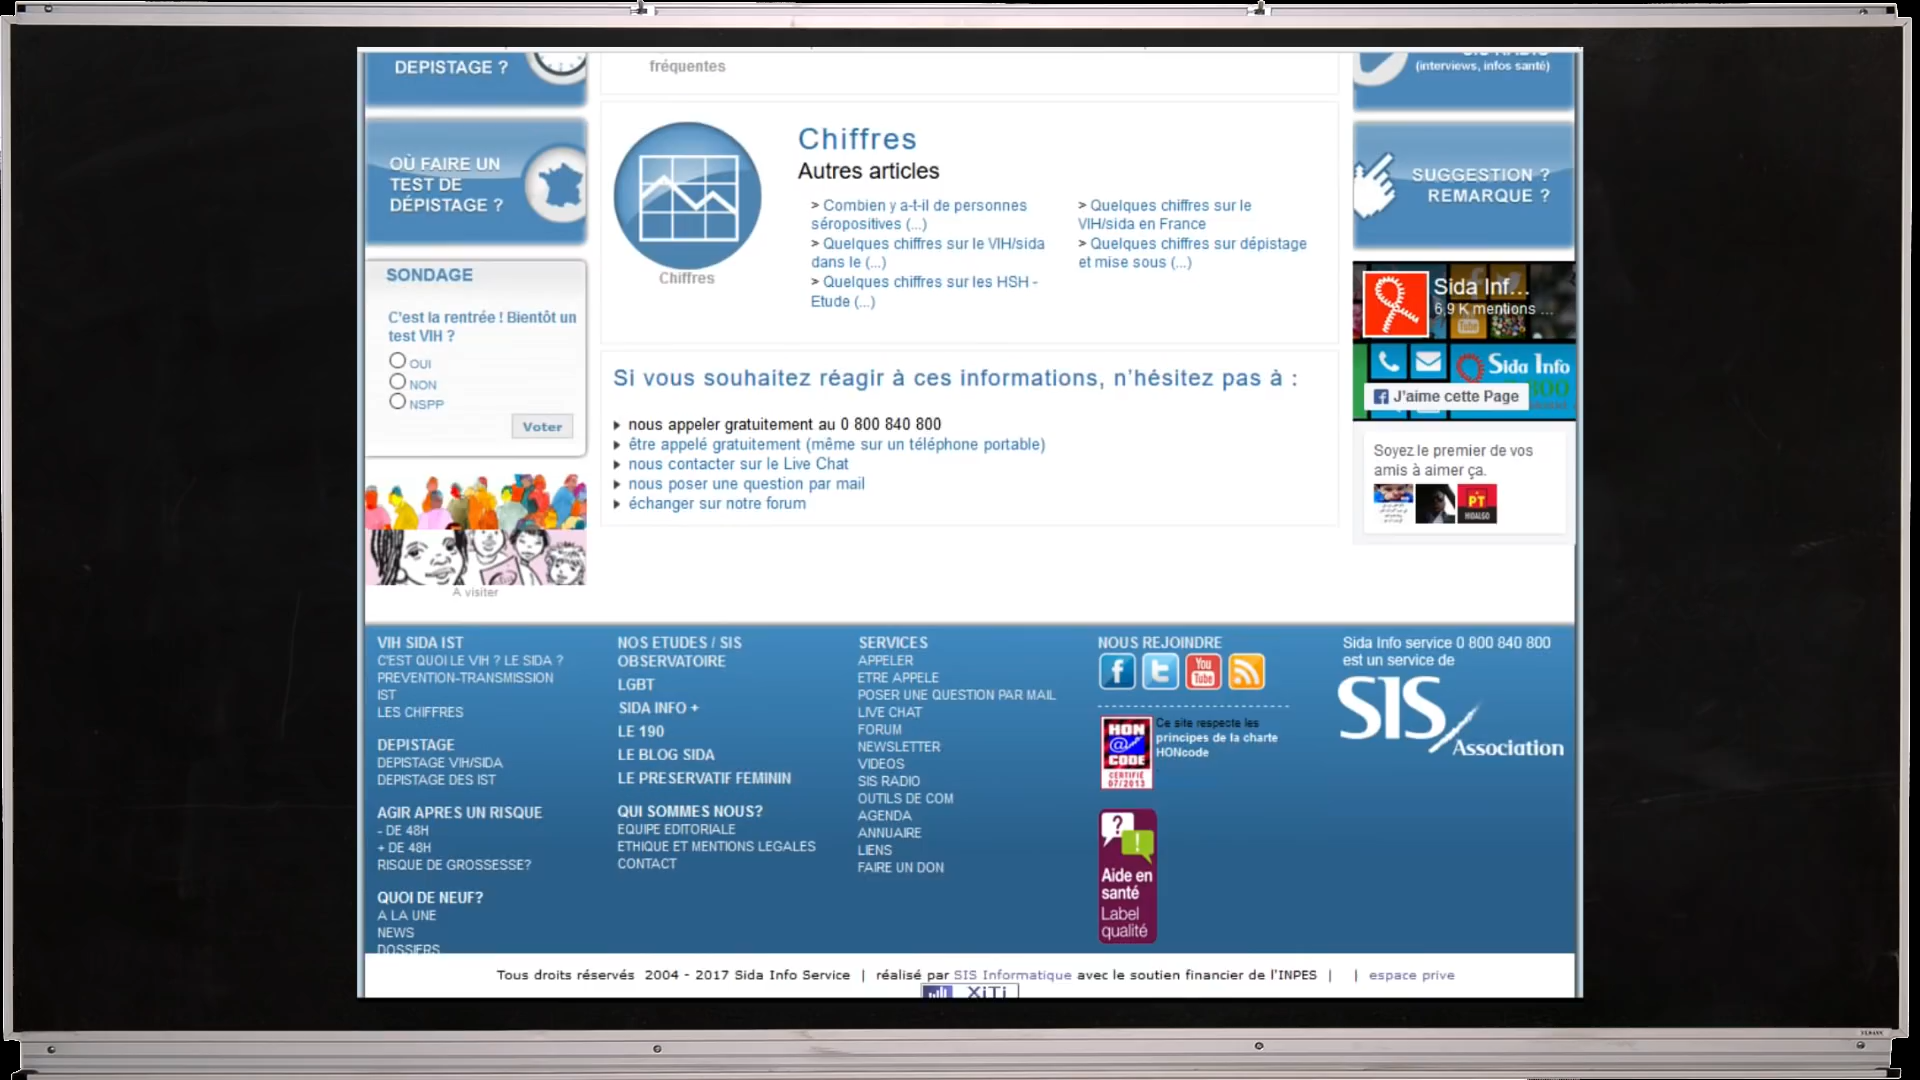 DEPISTAGE ?
OÙ FAIRE UN
TEST DE
DÉPISTAGE ?
SONDAGE
C'est la rentrée ! Bientôt un
test VIH ?
OUI
NON
NSPP
Voter
A visiter
fréquentes
Chiffres
Chiffres
Autres articles
> Combien y a-t-il de personnes
séropositives (...)
> Quelques chiffres sur le VIH/sida
dans le (...)
> Quelques chiffres sur les HSH -
Etude (...)
> Quelques chiffres sur le
VIH/sida en France
> Quelques chiffres sur dépistage
et mise sous (...)
Si vous souhaitez réagir à ces informations, n'hésitez pas à :
nous appeler gratuitement au 0 800 840 800
être appelé gratuitement (même sur un téléphone portable)
nous contacter sur le Live Chat
nous poser une question par mail
échanger sur notre forum
SIS RADIO
(interviews, infos santé)
SUGGESTION ?
REMARQUE ?
Sida Inf...
6,9 K mentions ...
Sida Info
J'aime cette Page
Soyez le premier de vos
amis à aimer ça.
PT
HIDALGO
VIH SIDA IST
C'EST QUOI LE VIH ? LE SIDA ?
PREVENTION-TRANSMISSION
IST
LES CHIFFRES
DEPISTAGE
DEPISTAGE VIH/SIDA
DEPISTAGE DES IST
AGIR APRES UN RISQUE
- DE 48H
+ DE 48H
RISQUE DE GROSSESSE?
QUOI DE NEUF?
A LA UNE
NEWS
DOSSIERS
NOS ETUDES / SIS
OBSERVATOIRE
LGBT
SIDA INFO +
LE 190
LE BLOG SIDA
LE PRESERVATIF FEMININ
QUI SOMMES NOUS?
EQUIPE EDITORIALE
ETHIQUE ET MENTIONS LEGALES
CONTACT
SERVICES
APPELER
ETRE APPELE
POSER UNE QUESTION PAR MAIL
LIVE CHAT
FORUM
NEWSLETTER
VIDEOS
SIS RADIO
OUTILS DE COM
AGENDA
ANNUAIRE
LIENS
FAIRE UN DON
NOUS REJOINDRE
You
Tube
HON
@
CODE
CERTIFIÉ
07/2013
Ce site respecte les
principes de la charte
HONcode
Aide en
santé
Label
qualité
Sida Info service 0 800 840 800
est un service de
SIS
Association
Tous droits réservés 2004 - 2017 Sida Info Service | réalisé par SIS Informatique avec le soutien financier de l'INPES | | espace prive
XiTi